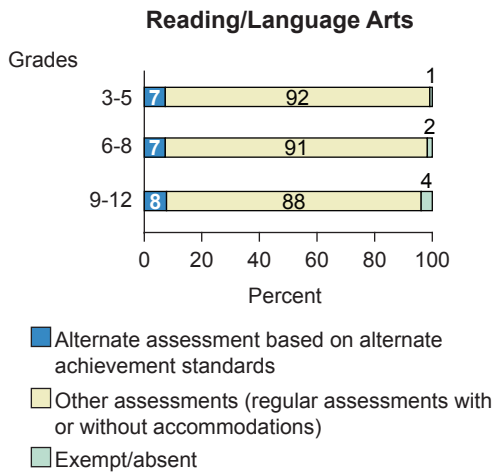 Reading/Language Arts
Grades
1
3-5 7 92
2
6-8 7 91
4
9-12 8 88
0 20 40 60 80 100
Percent
Alternate assessment based on alternate
achievement standards
Other assessments (regular assessments with
or without accommodations)
Exempt/absent